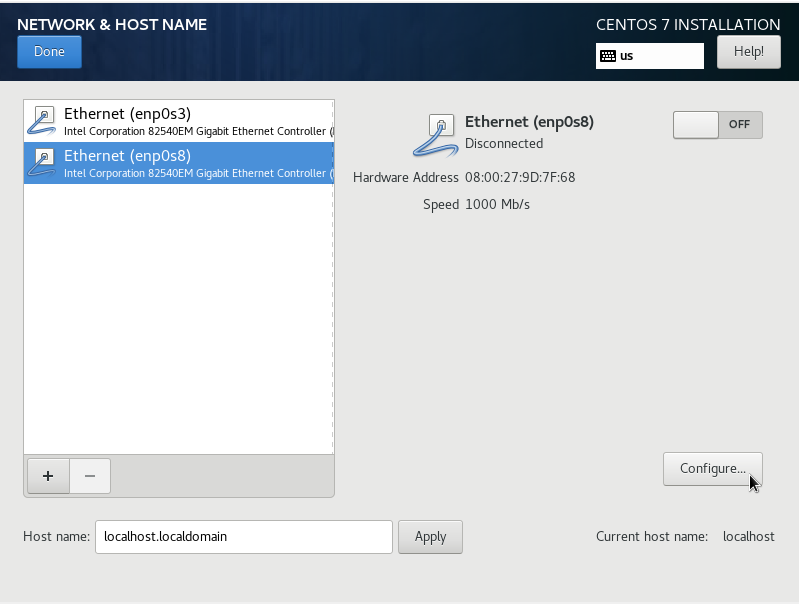 NETWORK & HOST NAME
CENTOS 7 INSTALLATION
Done
us
Help!
Ethernet (enp0s3)
Intel Corporation 82540EM Gigabit Ethernet Controller (
Ethernet (enp0s8)
Intel Corporation 82540EM Gigabit Ethernet Controller (
Ethernet (enp0s8)
Disconnected
OFF
Hardware Address 08:00:27:9D:7F:68
Speed 1000 Mb/s
+ −
Configure...
Host name: localhost.localdomain Apply Current host name: localhost